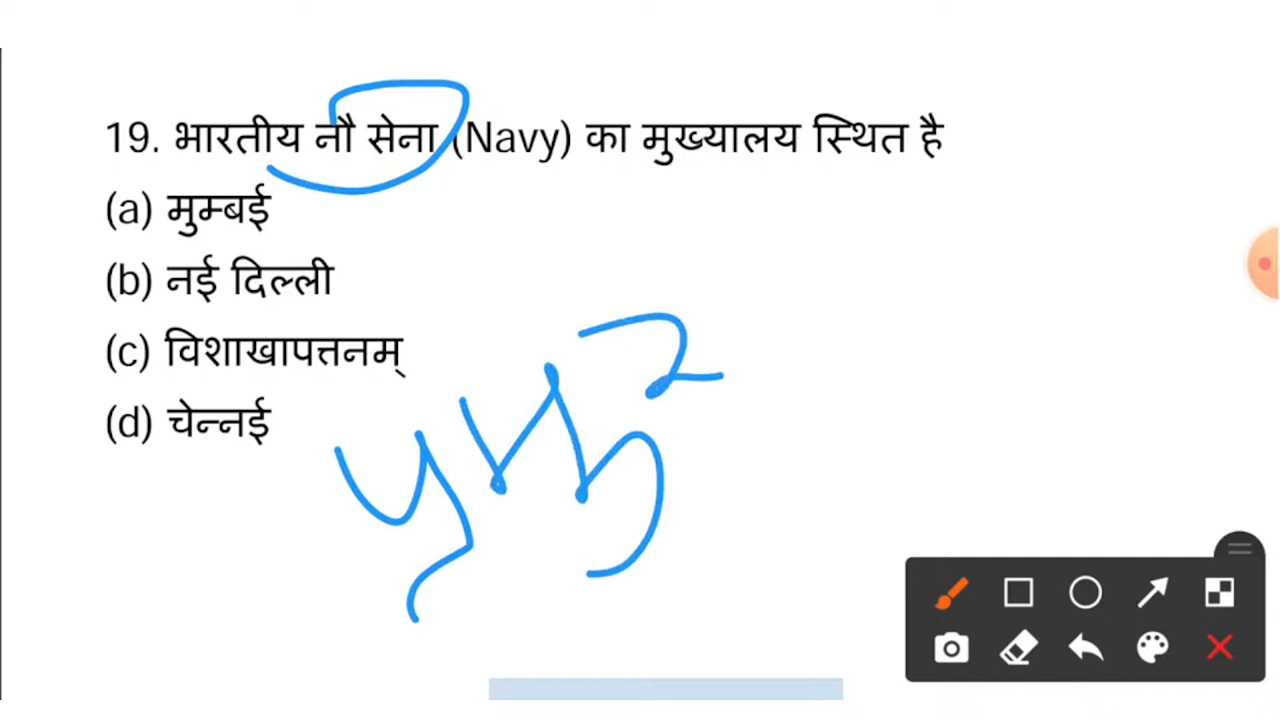 19. भारतीय नौ सेना (Navy) का मुख्यालय स्थित है
(a) मुम्बई
(b) नई दिल्ली
(c) विशाखापत्तनम्
(d) चेन्नई